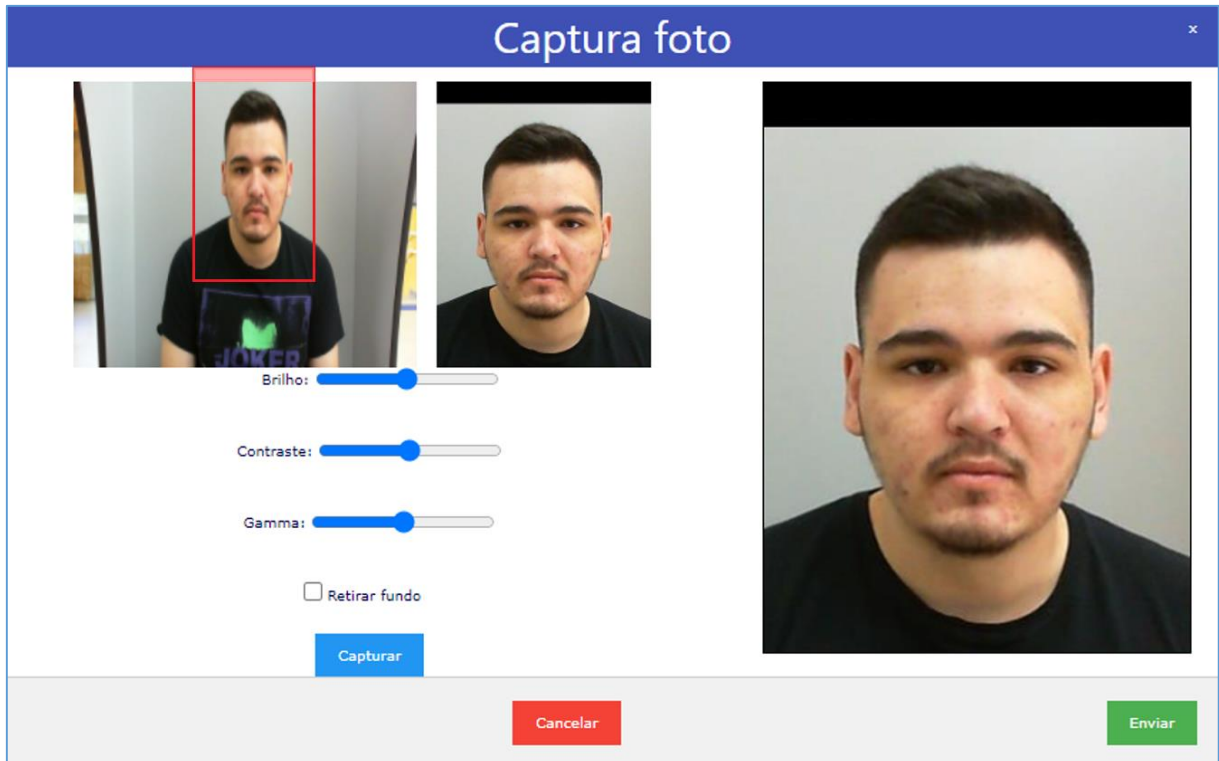 Captura foto
x
JOKER
Brilho:
Contraste:
Gamma:
Retirar fundo
Capturar
Cancelar
Enviar